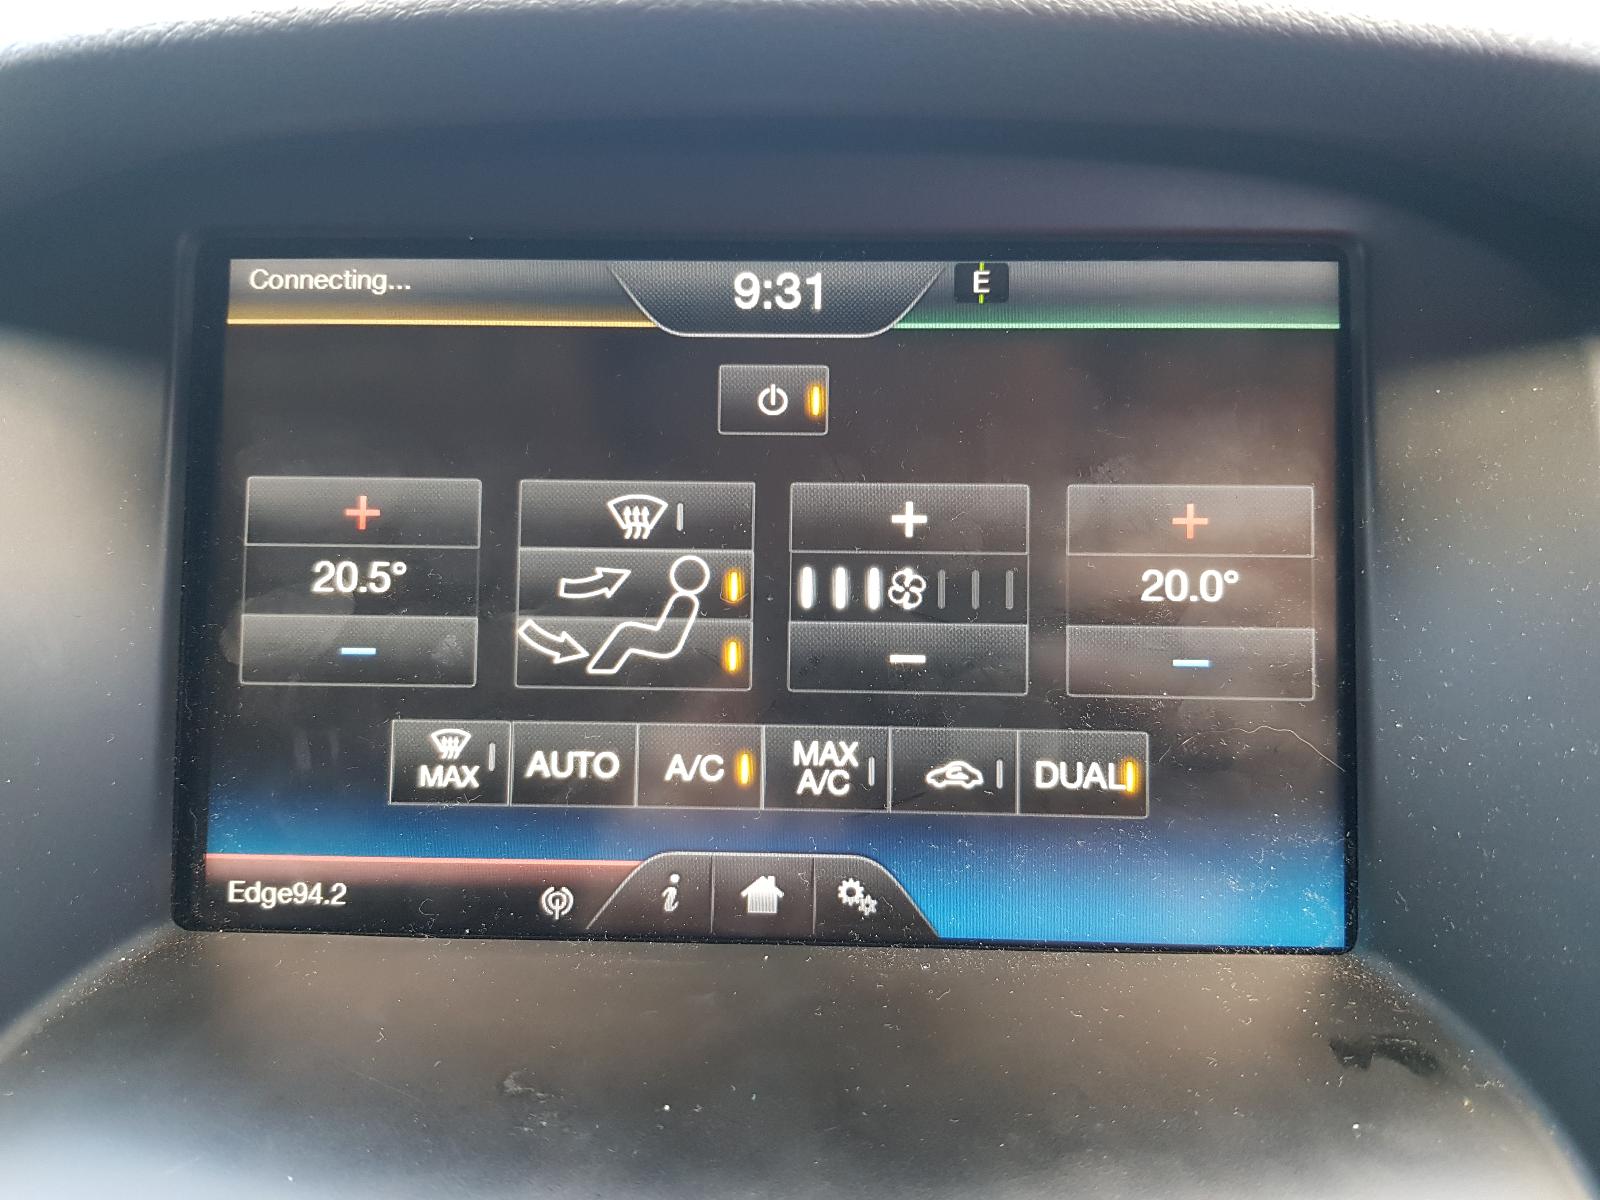 Connecting...
9:31
E
20.5°
20.0°
MAX
AUTO
A/C
MAX
A/C
DUAL
Edge94.2
i